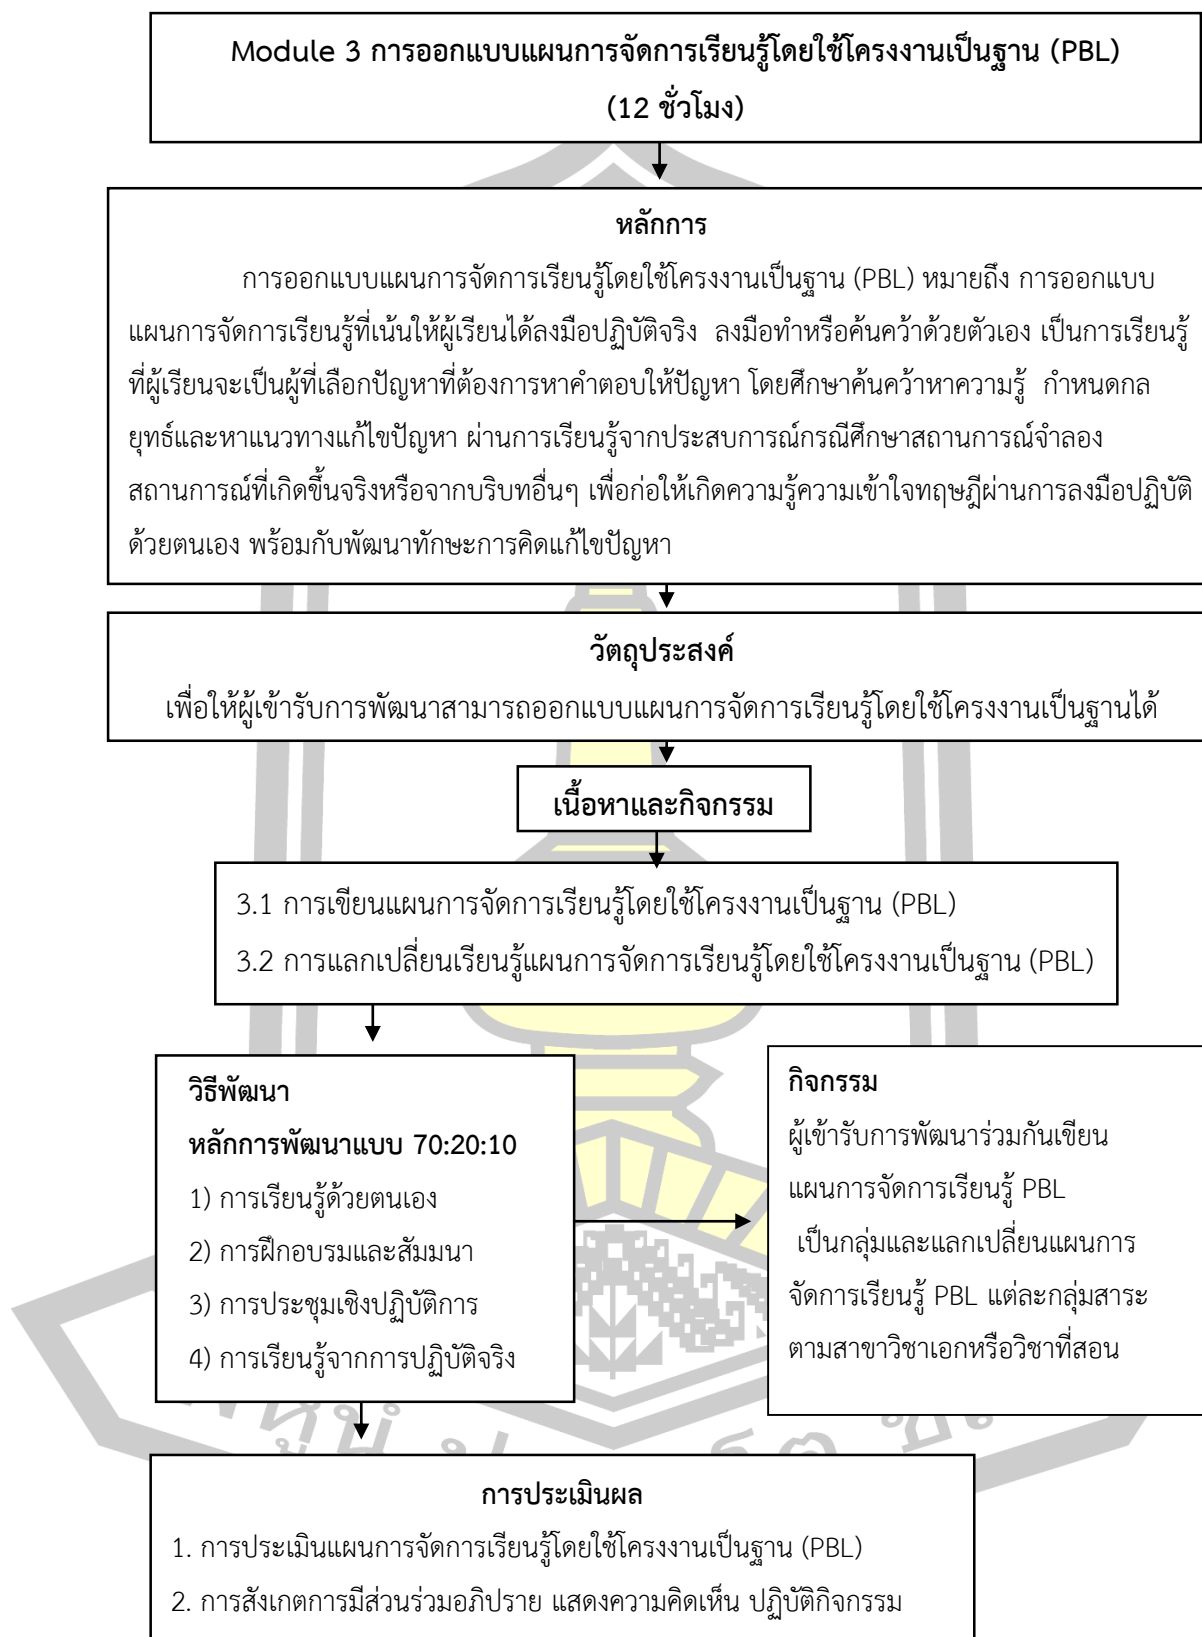 Module 3 การออกแบบแผนการจัดการเรียนรู้โดยใช้โครงงานเป็นฐาน (PBL)
(12 ชั่วโมง)
หลักการ
การออกแบบแผนการจัดการเรียนรู้โดยใช้โครงงานเป็นฐาน (PBL) หมายถึง การออกแบบ
แผนการจัดการเรียนรู้ที่เน้นให้ผู้เรียนได้ลงมือปฏิบัติจริง ลงมือทำหรือค้นคว้าด้วยตัวเอง เป็นการเรียนรู้
ที่ผู้เรียนจะเป็นผู้ที่เลือกปัญหาที่ต้องการหาคำตอบให้ปัญหา โดยศึกษาค้นคว้าหาความรู้ กำหนดกล
ยุทธ์และหาแนวทางแก้ไขปัญหา ผ่านการเรียนรู้จากประสบการณ์กรณีศึกษาสถานการณ์จำลอง
สถานการณ์ที่เกิดขึ้นจริงหรือจากบริบทอื่นๆ เพื่อก่อให้เกิดความรู้ความเข้าใจทฤษฎีผ่านการลงมือปฏิบัติ
ด้วยตนเอง พร้อมกับพัฒนาทักษะการคิดแก้ไขปัญหา
วัตถุประสงค์
เพื่อให้ผู้เข้ารับการพัฒนาสามารถออกแบบแผนการจัดการเรียนรู้โดยใช้โครงงานเป็นฐานได้
เนื้อหาและกิจกรรม
3.1 การเขียนแผนการจัดการเรียนรู้โดยใช้โครงงานเป็นฐาน (PBL)
3.2 การแลกเปลี่ยนเรียนรู้แผนการจัดการเรียนรู้โดยใช้โครงงานเป็นฐาน (PBL)
วิธีพัฒนา
หลักการพัฒนาแบบ 70:20:10
1) การเรียนรู้ด้วยตนเอง
2) การฝึกอบรมและสัมมนา
3) การประชุมเชิงปฏิบัติการ
4) การเรียนรู้จากการปฏิบัติจริง
กิจกรรม
ผู้เข้ารับการพัฒนาร่วมกันเขียน
แผนการจัดการเรียนรู้ PBL
เป็นกลุ่มและแลกเปลี่ยนแผนการ
จัดการเรียนรู้ PBL แต่ละกลุ่มสาระ
ตามสาขาวิชาเอกหรือวิชาที่สอน
การประเมินผล
1. การประเมินแผนการจัดการเรียนรู้โดยใช้โครงงานเป็นฐาน (PBL)
2. การสังเกตการมีส่วนร่วมอภิปราย แสดงความคิดเห็น ปฏิบัติกิจกรรม